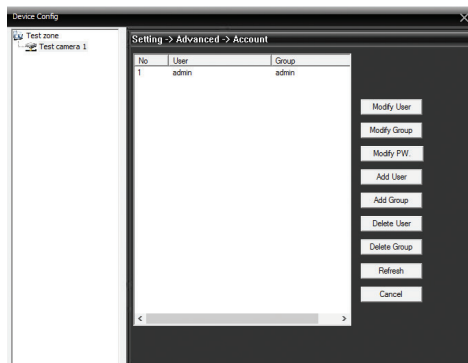 Device Config
Test zone
Test camera 1
Setting -> Advanced -> Account
No User Group
1 admin admin
Modify User
Modify Group
Modify PW.
Add User
Add Group
Delete User
Delete Group
Refresh
Cancel